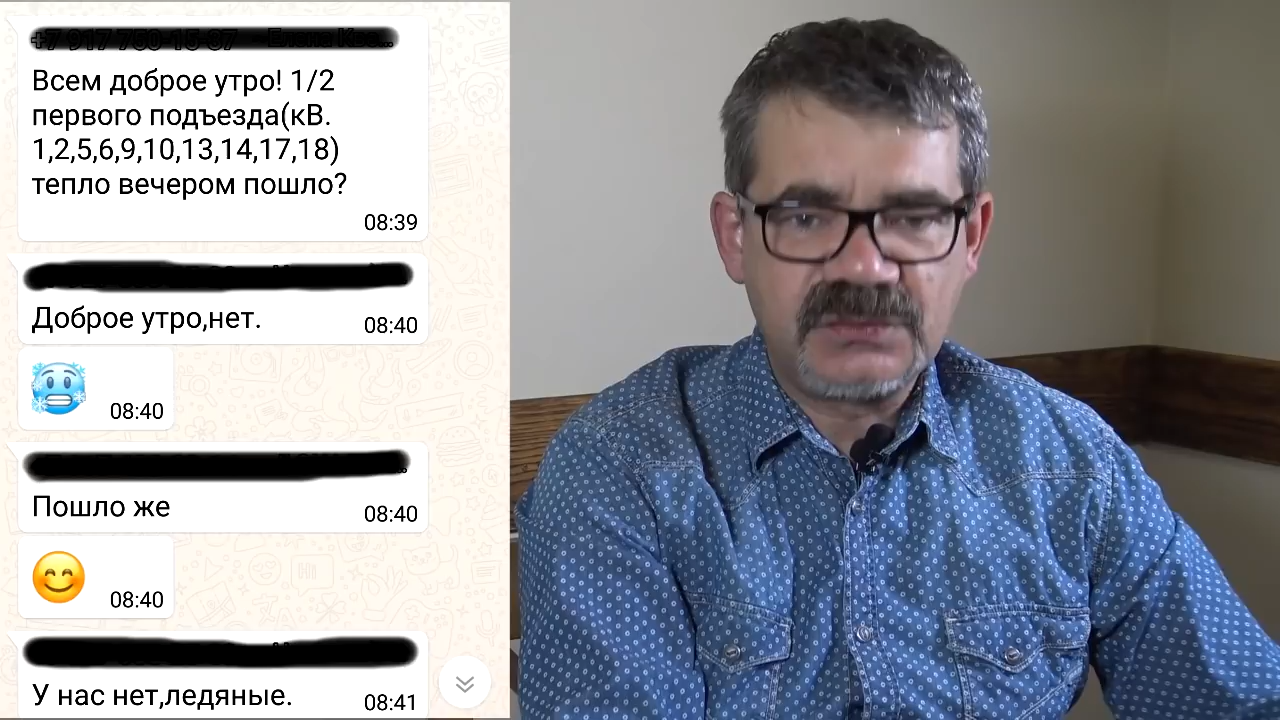 Всем доброе утро! 1/2
первого подъезда(кВ.
1,2,5,6,9,10,13,14,17,18)
тепло вечером пошло?
08:39
Доброе утро,нет.
08:40
08:40
Пошло же
08:40
08:40
У нас нет,ледяные.
08:41